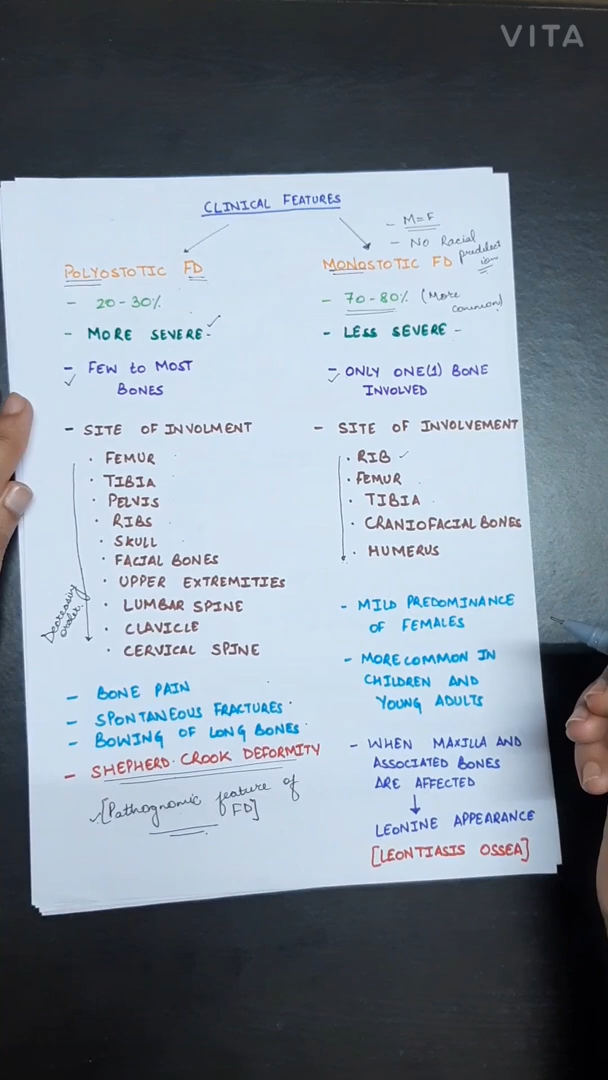 VITA
CLINICAL FEATURES
- M=F
- No Racial
predilection
POLYOSTOTIC FD
- 20-30%
- MORE SEVERE-
- FEW TO MOST
BONES
- SITE OF INVOLMENT
· FEMUR
· TIBIA
· PELVIS
· RIBS
· SKULL
· FACIAL BONES
· UPPER EXTREMITIES
· LUMBAR SPINE
· CLAVICLE
· CERVICAL SPINE
Decreasing
order
- BONE PAIN
- SPONTANEOUS FRACTURES
- BOWING OF LONG BONES
- SHEPHERD-CROOK DEFORMITY
[Pathognomic feature of
FD]
MONOSTOTIC FD
- 70-80% (More
common)
- LESS SEVERE -
- ONLY ONE(1) BONE
INVOLVED
- SITE OF INVOLVEMENT
· RIB
· FEMUR
· TIBIA
· CRANIOFACIAL BONES
· HUMERUS
- MILD PREDOMINANCE
OF FEMALES
- MORE COMMON IN
CHILDREN AND
YOUNG ADULTS
- WHEN MAXILLA AND
ASSOCIATED BONES
ARE AFFECTED
↓
LEONINE APPEARANCE
[LEONTIASIS OSSEA]